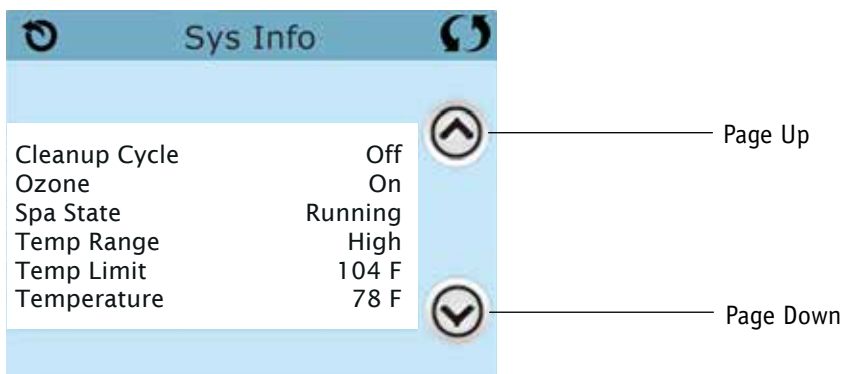 Sys Info
Page Up
Cleanup Cycle Off
Ozone On
Spa State Running
Temp Range High
Temp Limit 104 F
Temperature 78 F
Page Down